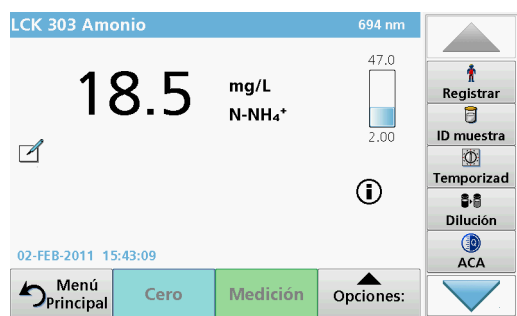 LCK 303 Amonio 694 nm
47.0
18.5 mg/L
N-NH₄⁺
2.00
i
02-FEB-2011 15:43:09
Menú
Principal
Cero
Medición
Opciones:
Registrar
ID muestra
Temporizad
Dilución
ACA